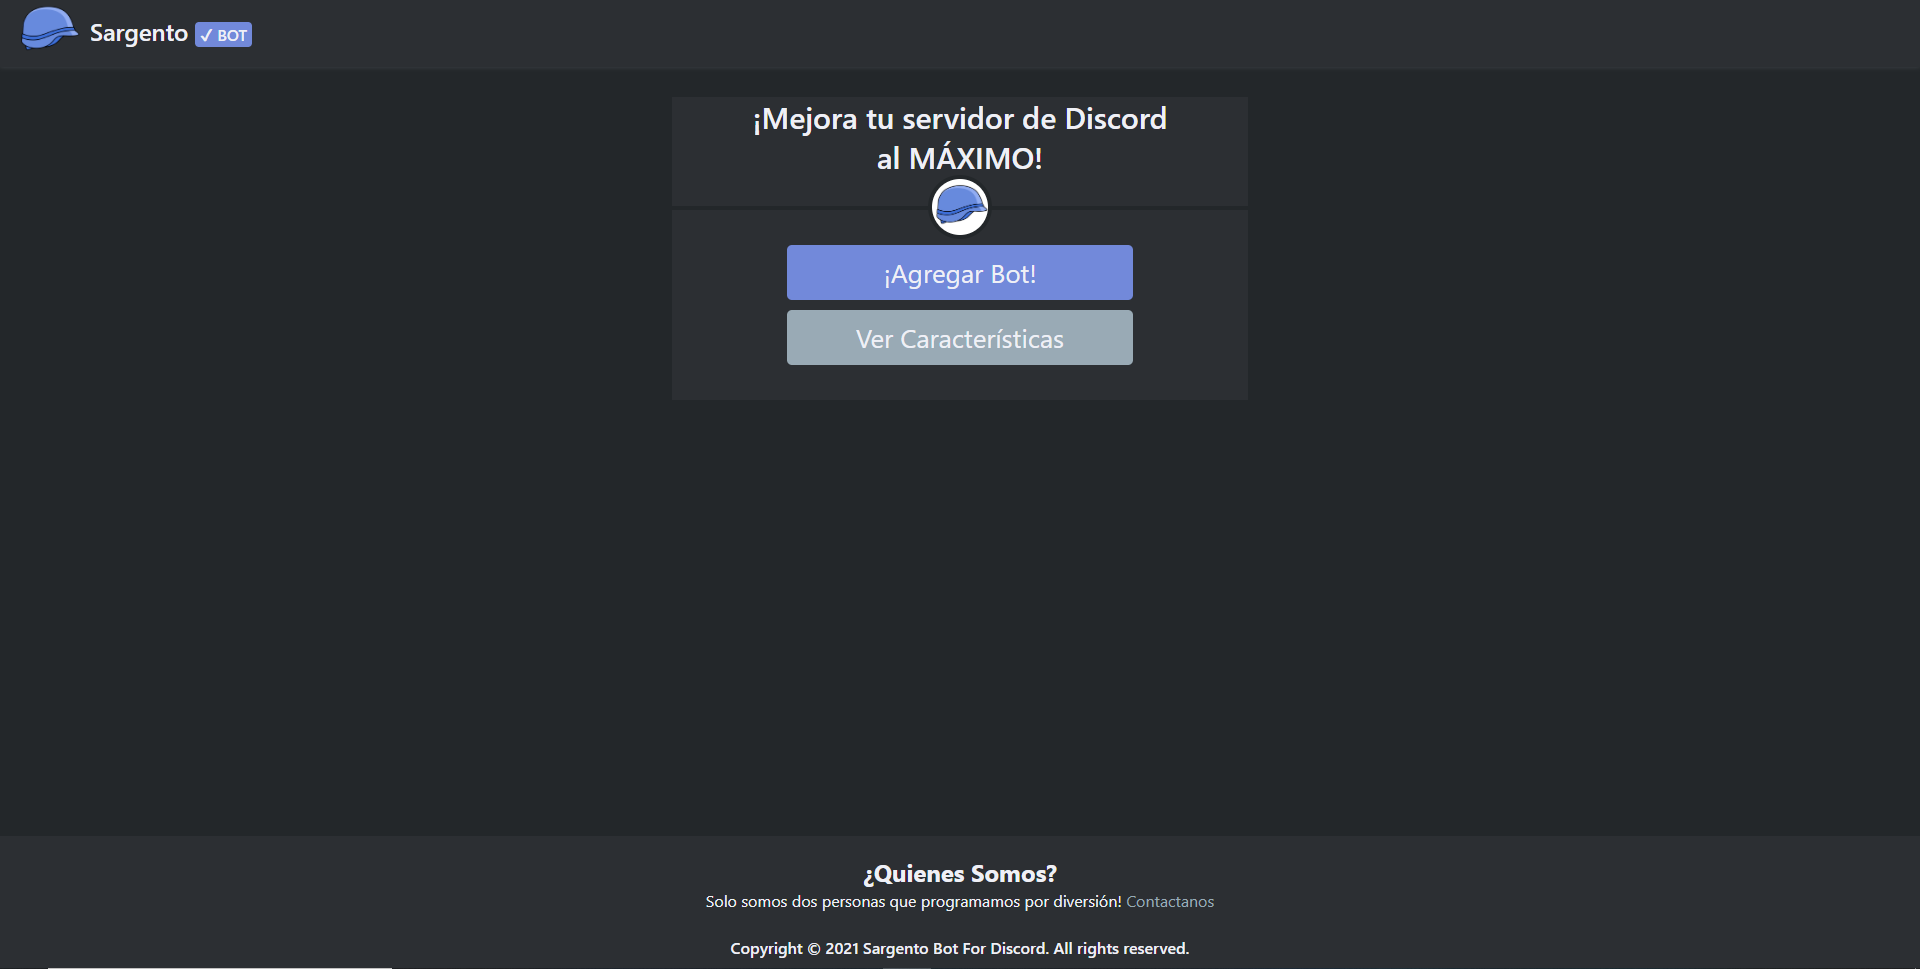 Sargento ✓ BOT
¡Mejora tu servidor de Discord
al MÁXIMO!
¡Agregar Bot!
Ver Características
¿Quienes Somos?
Solo somos dos personas que programamos por diversión! Contactanos
Copyright © 2021 Sargento Bot For Discord. All rights reserved.